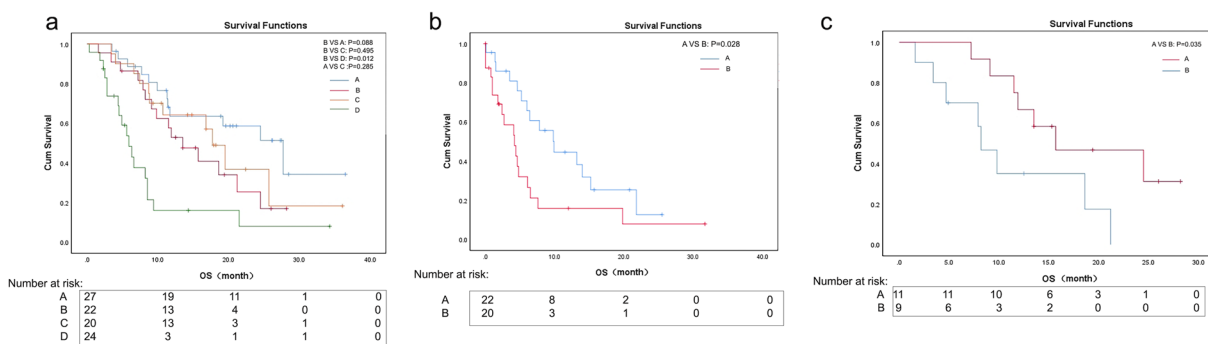 a
Survival Functions
B VS A: P=0.088
B VS C: P=0.495
B VS D: P=0.012
A VS C :P=0.285
A
B
C
D
Cum Survival
1.0
0.8
0.6
0.4
0.2
0.0
.0 10.0 20.0 30.0 40.0
OS（month）
Number at risk:
A 27 19 11 1 0
B 22 13 4 0 0
C 20 13 3 1 0
D 24 3 1 1 0
b
Survival Functions
A VS B: P=0.028
A
B
Cum Survival
1.0
0.8
0.6
0.4
0.2
0.0
.0 10.0 20.0 30.0 40.0
OS（month）
Number at risk:
A 22 8 2 0 0
B 20 3 1 0 0
c
Survival Functions
A VS B: P=0.035
A
B
Cum Survival
1.0
0.8
0.6
0.4
0.2
0.0
.0 5.0 10.0 15.0 20.0 25.0 30.0
OS（month）
Number at risk:
A 11 11 10 6 3 1 0
B 9 6 3 2 0 0 0